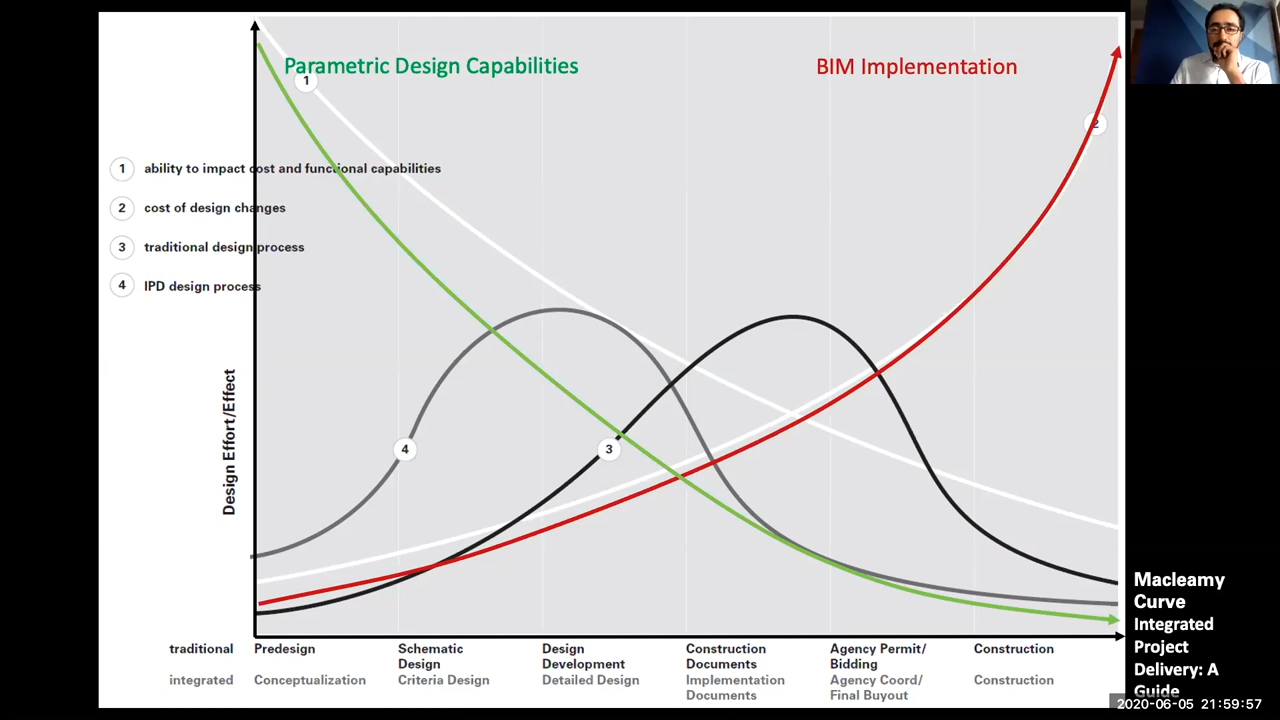 Parametric Design Capabilities
BIM Implementation
1
2
1 ability to impact cost and functional capabilities
2 cost of design changes
3 traditional design process
4 IPD design process
4
3
Design Effort/Effect
traditional Predesign Schematic Design Construction Agency Permit/ Construction
Design Development Documents Bidding
integrated Conceptualization Criteria Design Detailed Design Implementation Agency Coord/ Construction
Documents Final Buyout
Macleamy
Curve
Integrated
Project
Delivery: A
Guide
2020-06-05 21:59:57